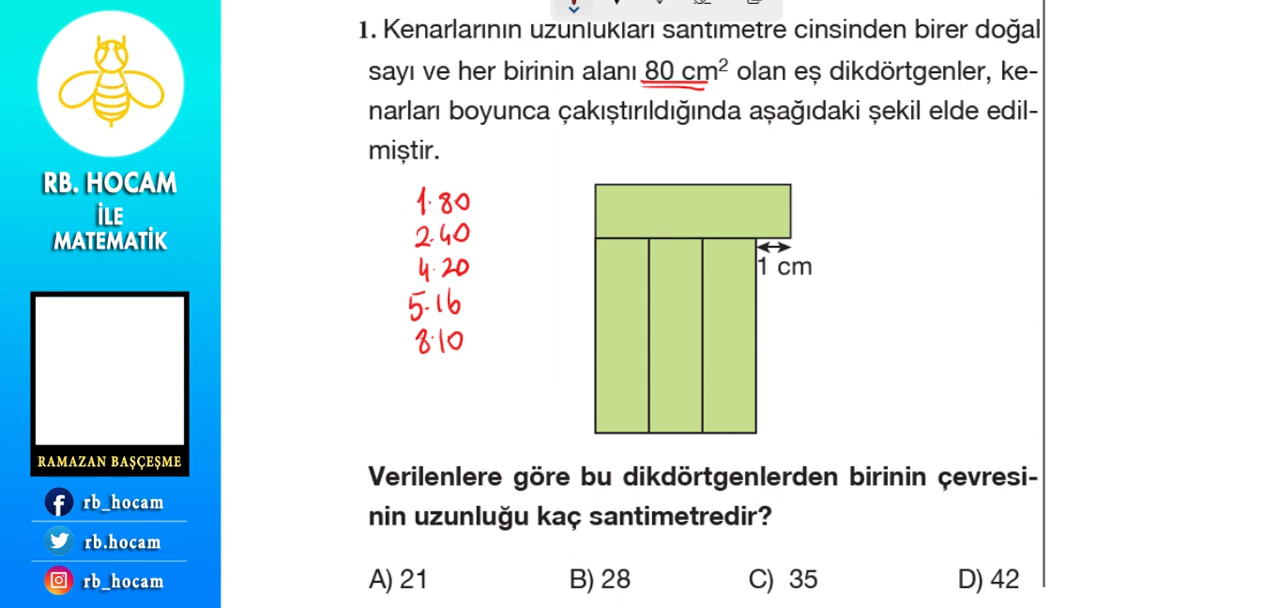 RB. HOCAM
İLE
MATEMATİK
RAMAZAN BAŞÇEŞME
rb_hocam
rb.hocam
rb_hocam
1. Kenarlarının uzunlukları santimetre cinsinden birer doğal
sayı ve her birinin alanı 80 cm² olan eş dikdörtgenler, ke-
narları boyunca çakıştırıldığında aşağıdaki şekil elde edil-
miştir.
1·80
2·40
4·20
5·16
8·10
1 cm
Verilenlere göre bu dikdörtgenlerden birinin çevresi-
nin uzunluğu kaç santimetredir?
A) 21 B) 28 C) 35 D) 42